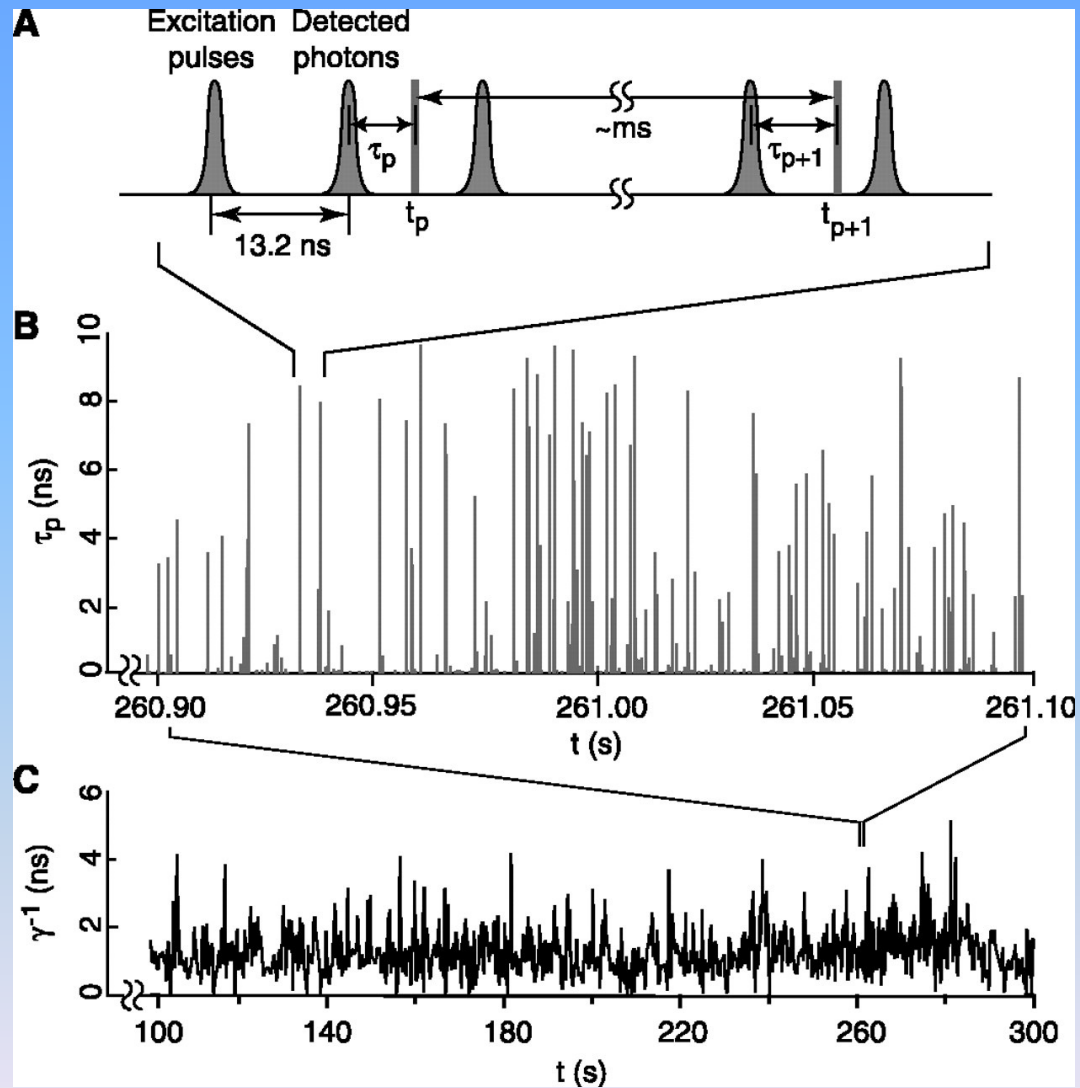 A
Excitation Detected
pulses photons
~ms
τp
τp+1
tp
tp+1
13.2 ns
B
10
8
6
4
2
0
τp (ns)
260.90 260.95 261.00 261.05 261.10
t (s)
C
6
4
2
0
γ-1 (ns)
100 140 180 220 260 300
t (s)